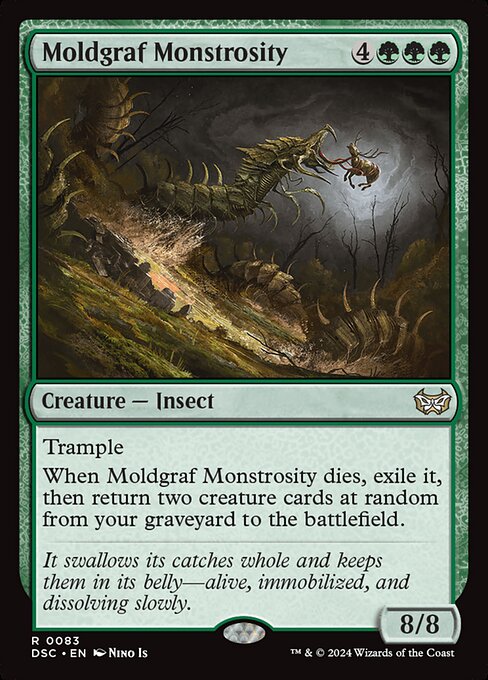 Moldgraf Monstrosity 4
Creature — Insect
Trample
When Moldgraf Monstrosity dies, exile it,
then return two creature cards at random
from your graveyard to the battlefield.
It swallows its catches whole and keeps
them in its belly—alive, immobilized, and
dissolving slowly.
8/8
R 0083
DSC • EN Nino Is
™ & © 2024 Wizards of the Coast